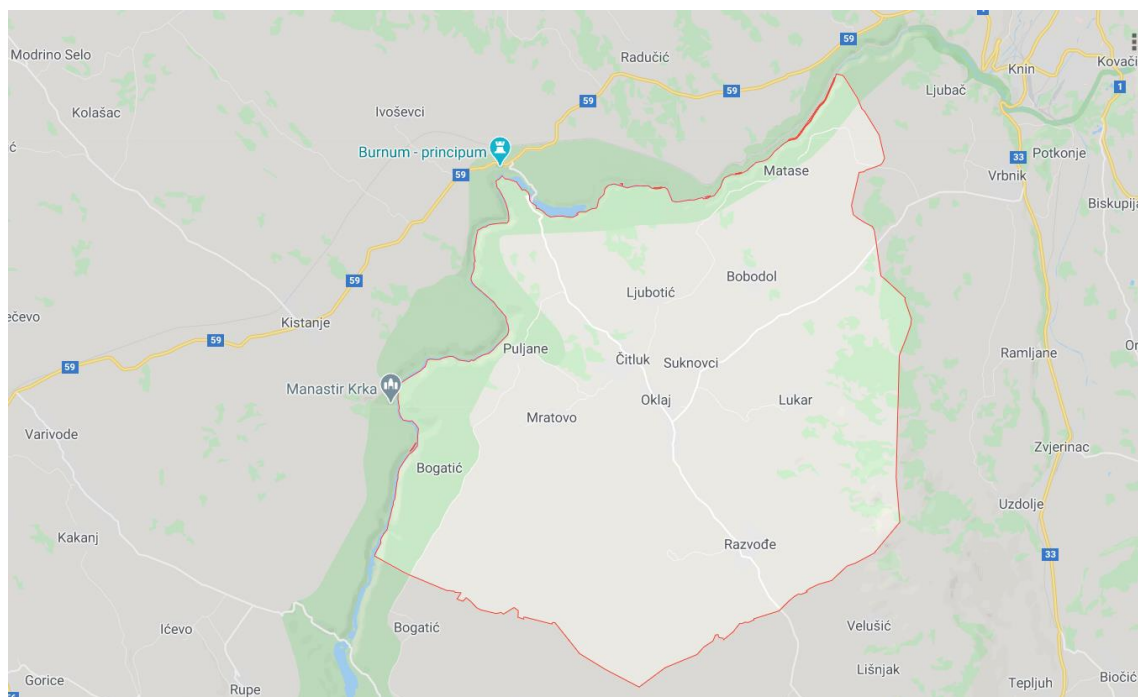 1
59
Modrino Selo
Radučić
Knin
Kovači
Ljubač
59
59
1
Kolašac
Ivoševci
33
Potkonje
Burnum - principum
Matase
Vrbnik
59
Biskupija
Bobodol
59
Ljubotić
Kistanje
ečevo
59
Puljane
Čitluk
Suknovci
Ramljane
59
Manastir Krka
Oklaj
Lukar
Mratovo
Varivode
Zvjerinac
Bogatić
Uzdolje
Kakanj
Razvođe
33
Ićevo
Bogatić
Velušić
Lišnjak
Gorice
Rupe
Tepljuh
Biočić